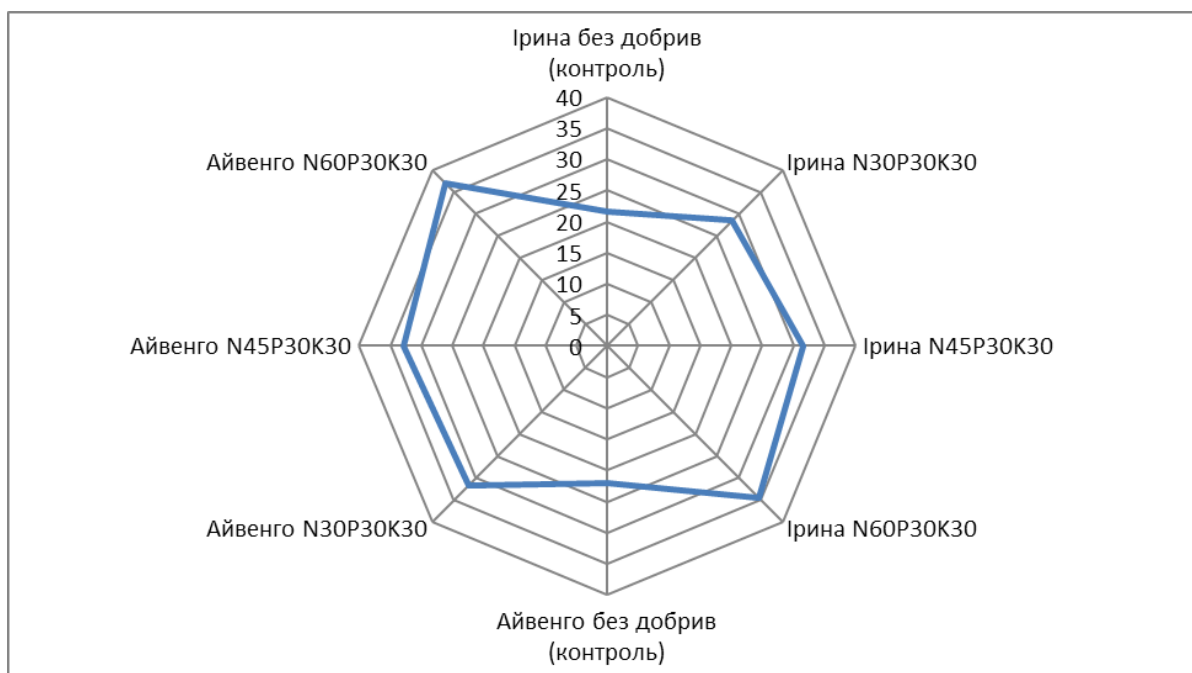 Ірина без добрив
(контроль)
40
35
30
25
20
15
10
5
0
Ірина N30P30K30
Ірина N45P30K30
Ірина N60P30K30
Айвенго без добрив
(контроль)
Айвенго N30P30K30
Айвенго N45P30K30
Айвенго N60P30K30